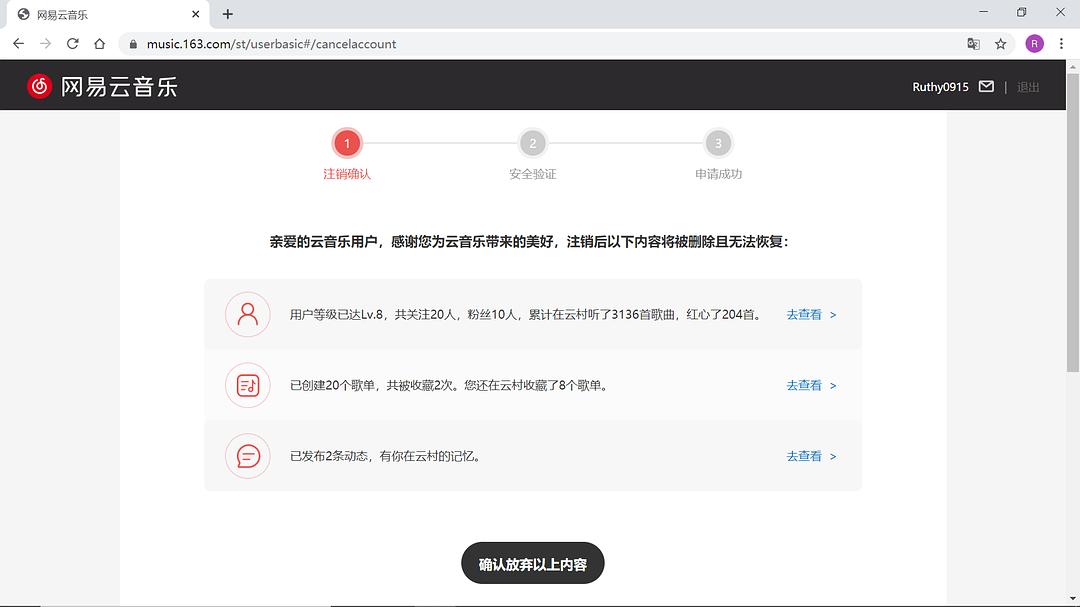 网易云音乐
music.163.com/st/userbasic#/cancelaccount
R
网易云音乐
Ruthy0915 | 退出
1 2 3
注销确认 安全验证 申请成功
亲爱的云音乐用户，感谢您为云音乐带来的美好，注销后以下内容将被删除且无法恢复：
用户等级已达Lv.8，共关注20人，粉丝10人，累计在云村听了3136首歌曲，红心了204首。 去查看 >
已创建20个歌单，共被收藏2次。您还在云村收藏了8个歌单。 去查看 >
已发布2条动态，有你在云村的记忆。 去查看 >
确认放弃以上内容